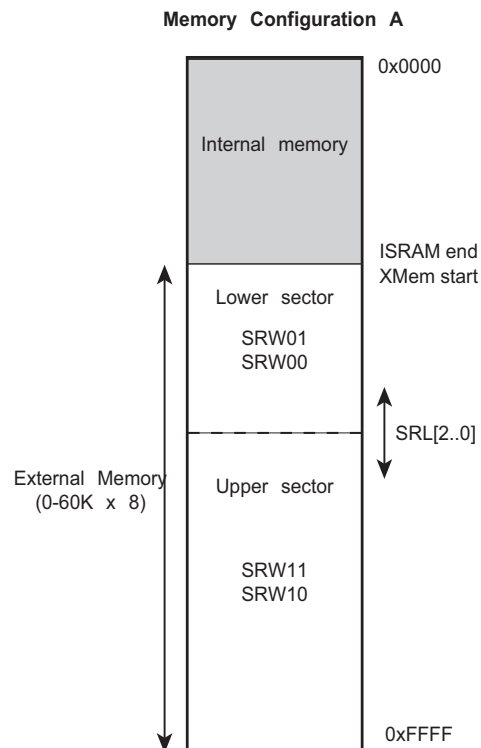 Memory Configuration A
0x0000
Internal memory
ISRAM end
XMem start
Lower sector
SRW01
SRW00
SRL[2..0]
External Memory
(0-60K x 8)
Upper sector
SRW11
SRW10
0xFFFF